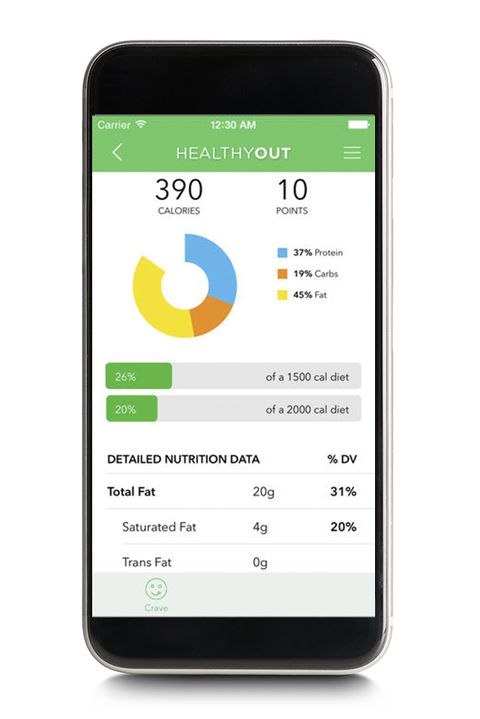 Carrier 12:30 AM
HEALTHYOUT
390 10
CALORIES POINTS
37% Protein
19% Carbs
45% Fat
26% of a 1500 cal diet
20% of a 2000 cal diet
DETAILED NUTRITION DATA % DV
Total Fat 20g 31%
Saturated Fat 4g 20%
Trans Fat 0g
Crave